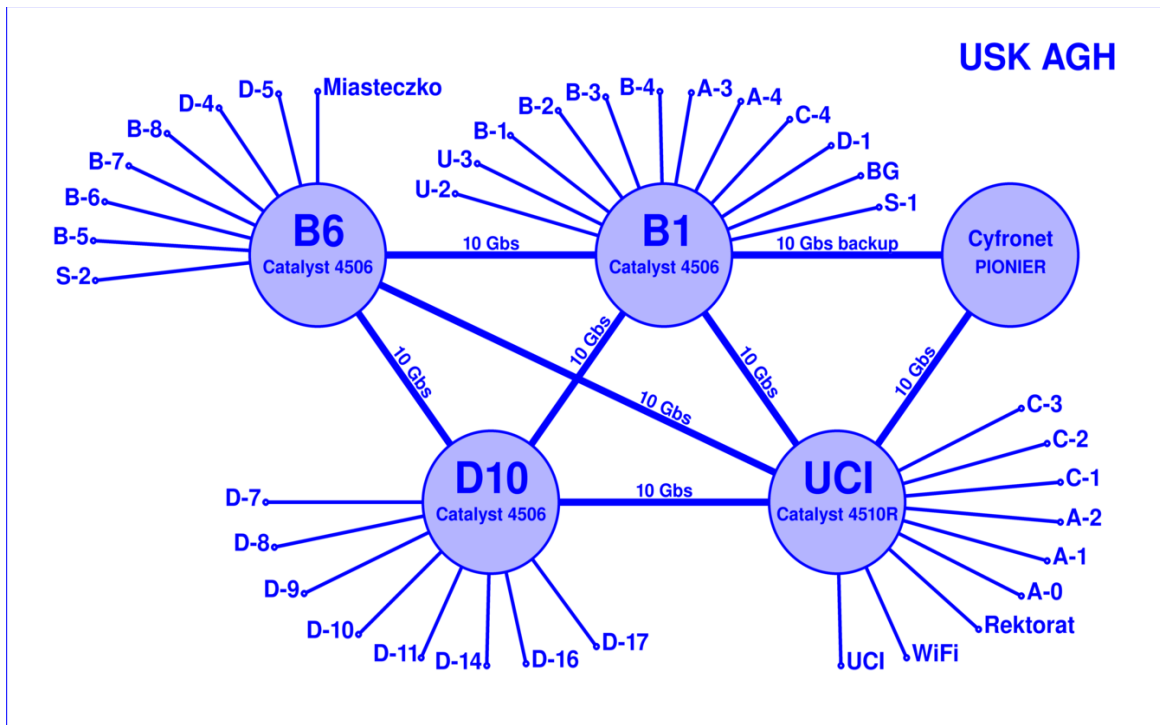 USK AGH
Miasteczko
D-5
D-4
B-8
B-7
B-6
B-5
S-2
B6
Catalyst 4506
10 Gbs
U-2
U-3
B-1
B-2
B-3
B-4
A-3
A-4
C-4
D-1
BG
S-1
B1
Catalyst 4506
10 Gbs backup
Cyfronet
PIONIER
10 Gbs
10 Gbs
10 Gbs
10 Gbs
10 Gbs
D10
Catalyst 4506
10 Gbs
UCI
Catalyst 4510R
D-7
D-8
D-9
D-10
D-11
D-14
D-16
D-17
C-3
C-2
C-1
A-2
A-1
A-0
Rektorat
WiFi
UCI